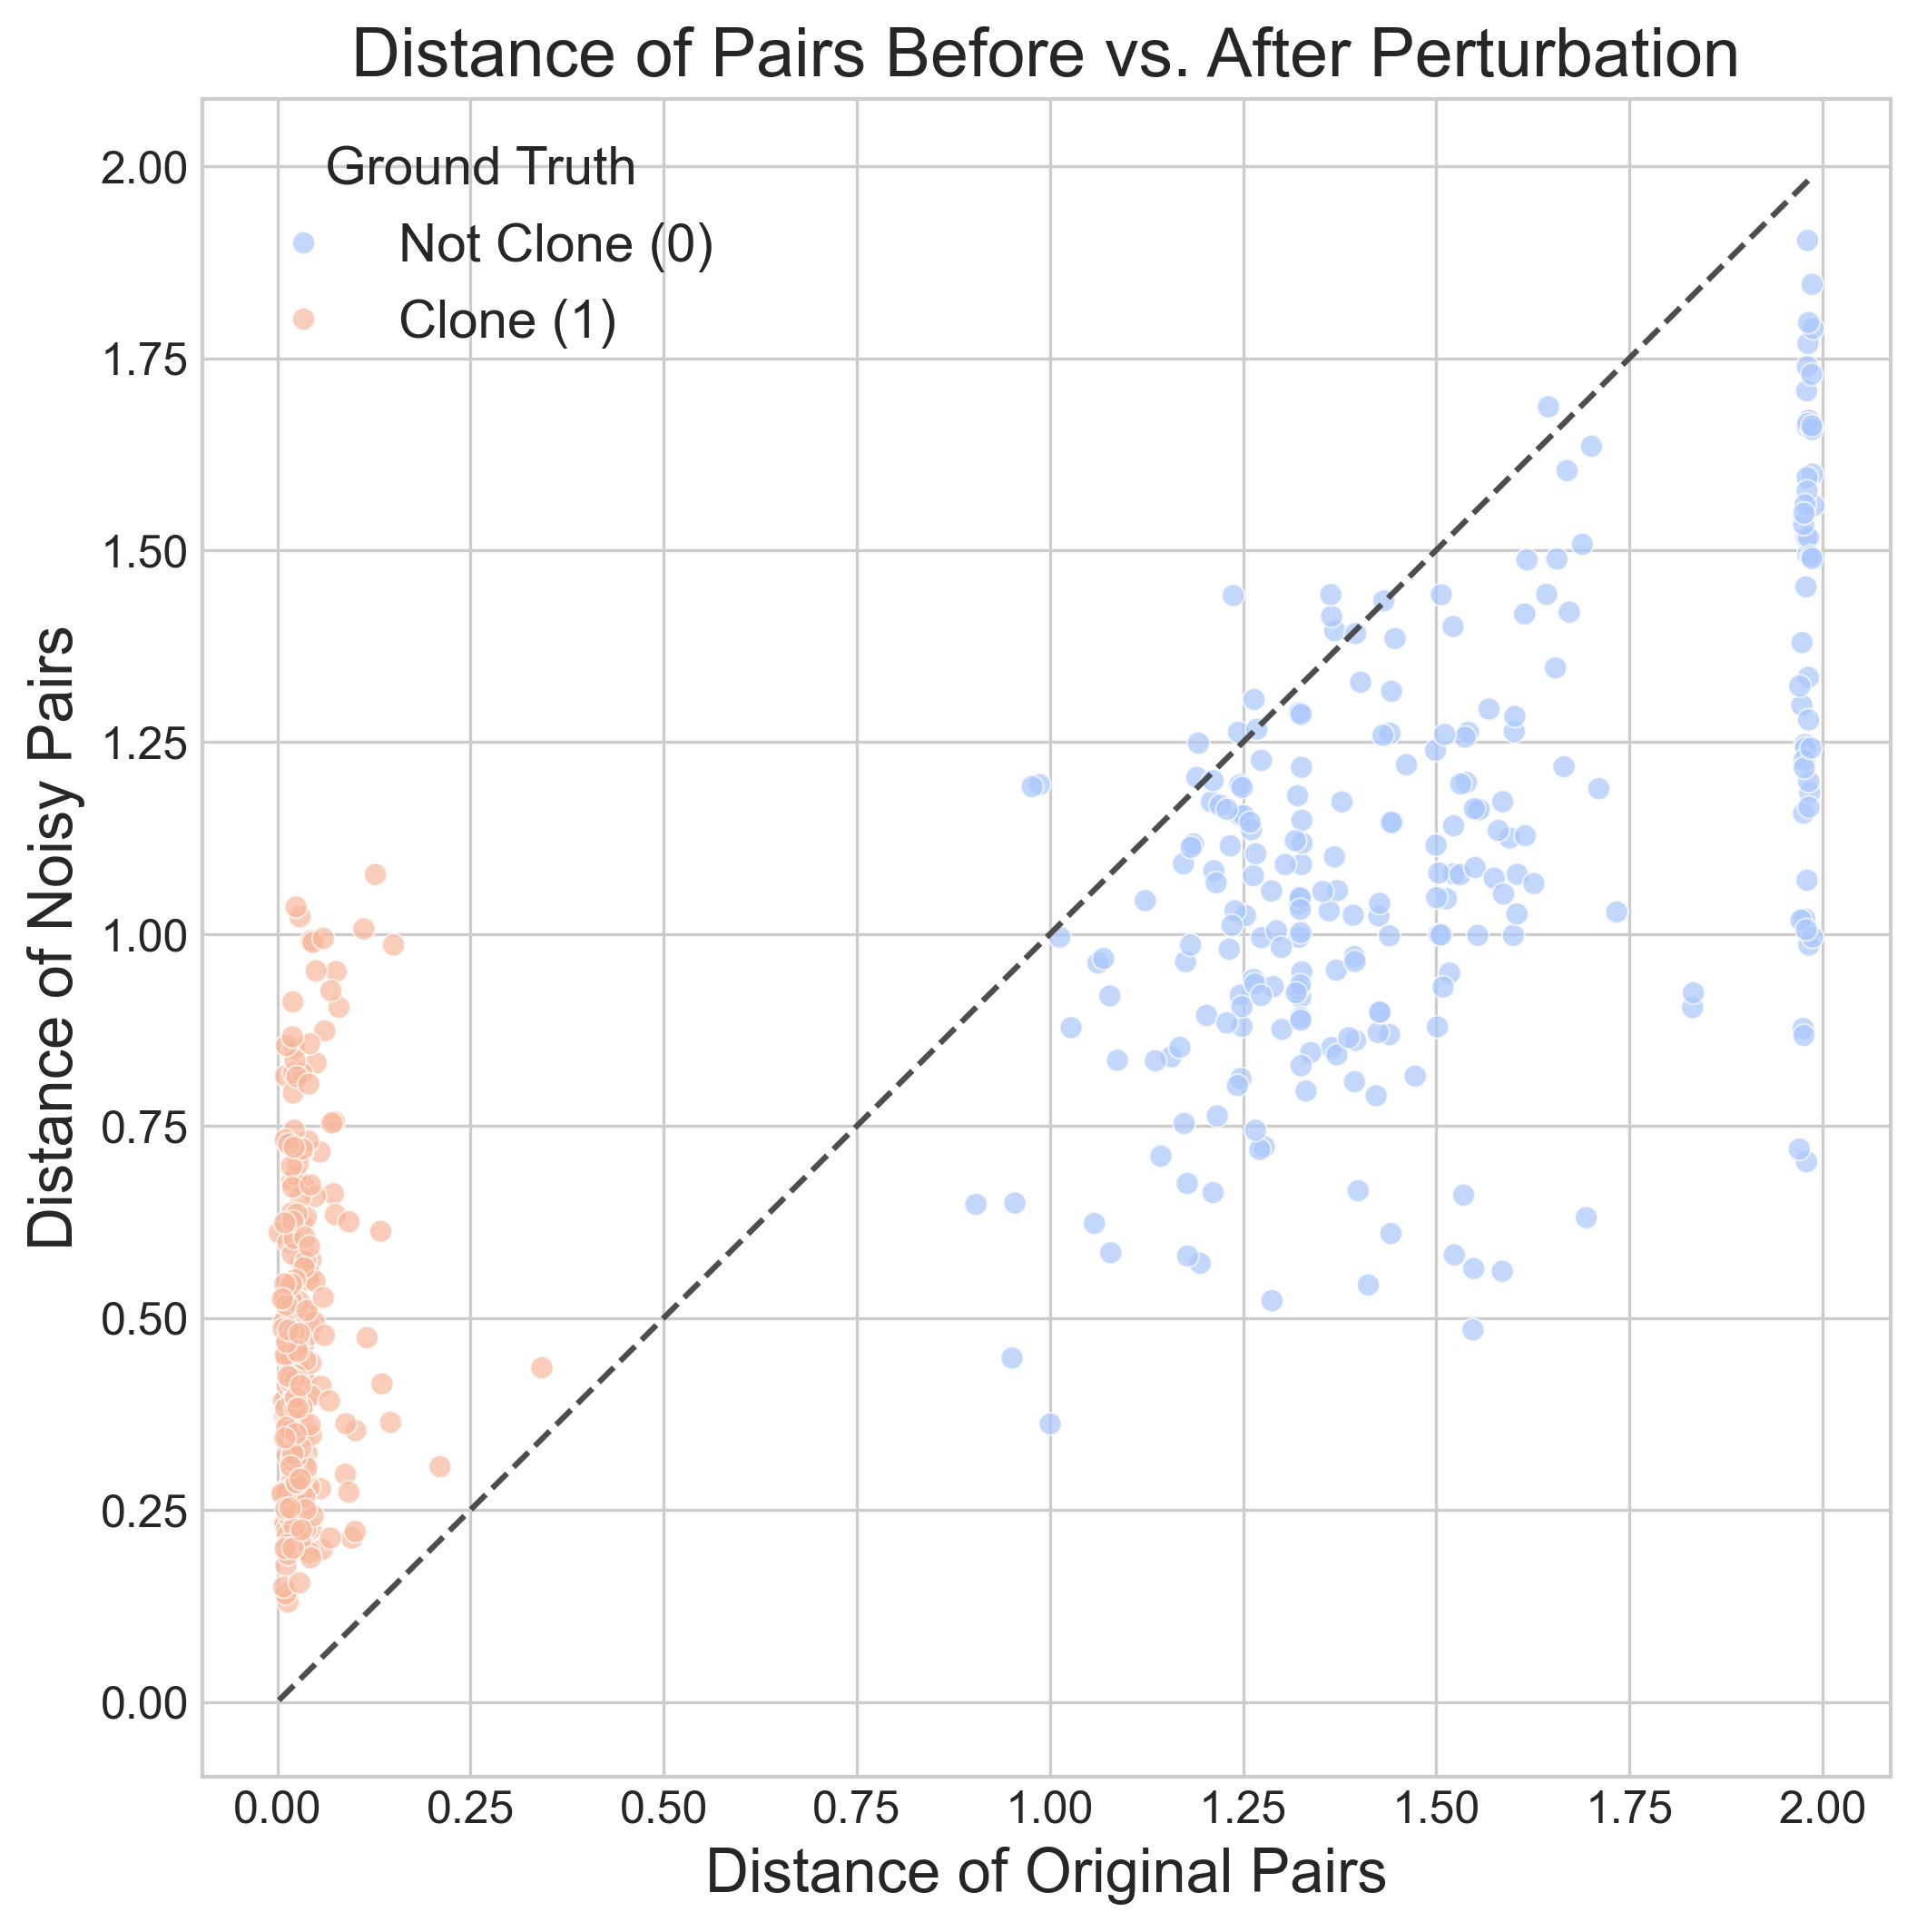 Distance of Pairs Before vs. After Perturbation
Ground Truth
Not Clone (0)
Clone (1)
Distance of Noisy Pairs
2.00
1.75
1.50
1.25
1.00
0.75
0.50
0.25
0.00
0.00 0.25 0.50 0.75 1.00 1.25 1.50 1.75 2.00
Distance of Original Pairs